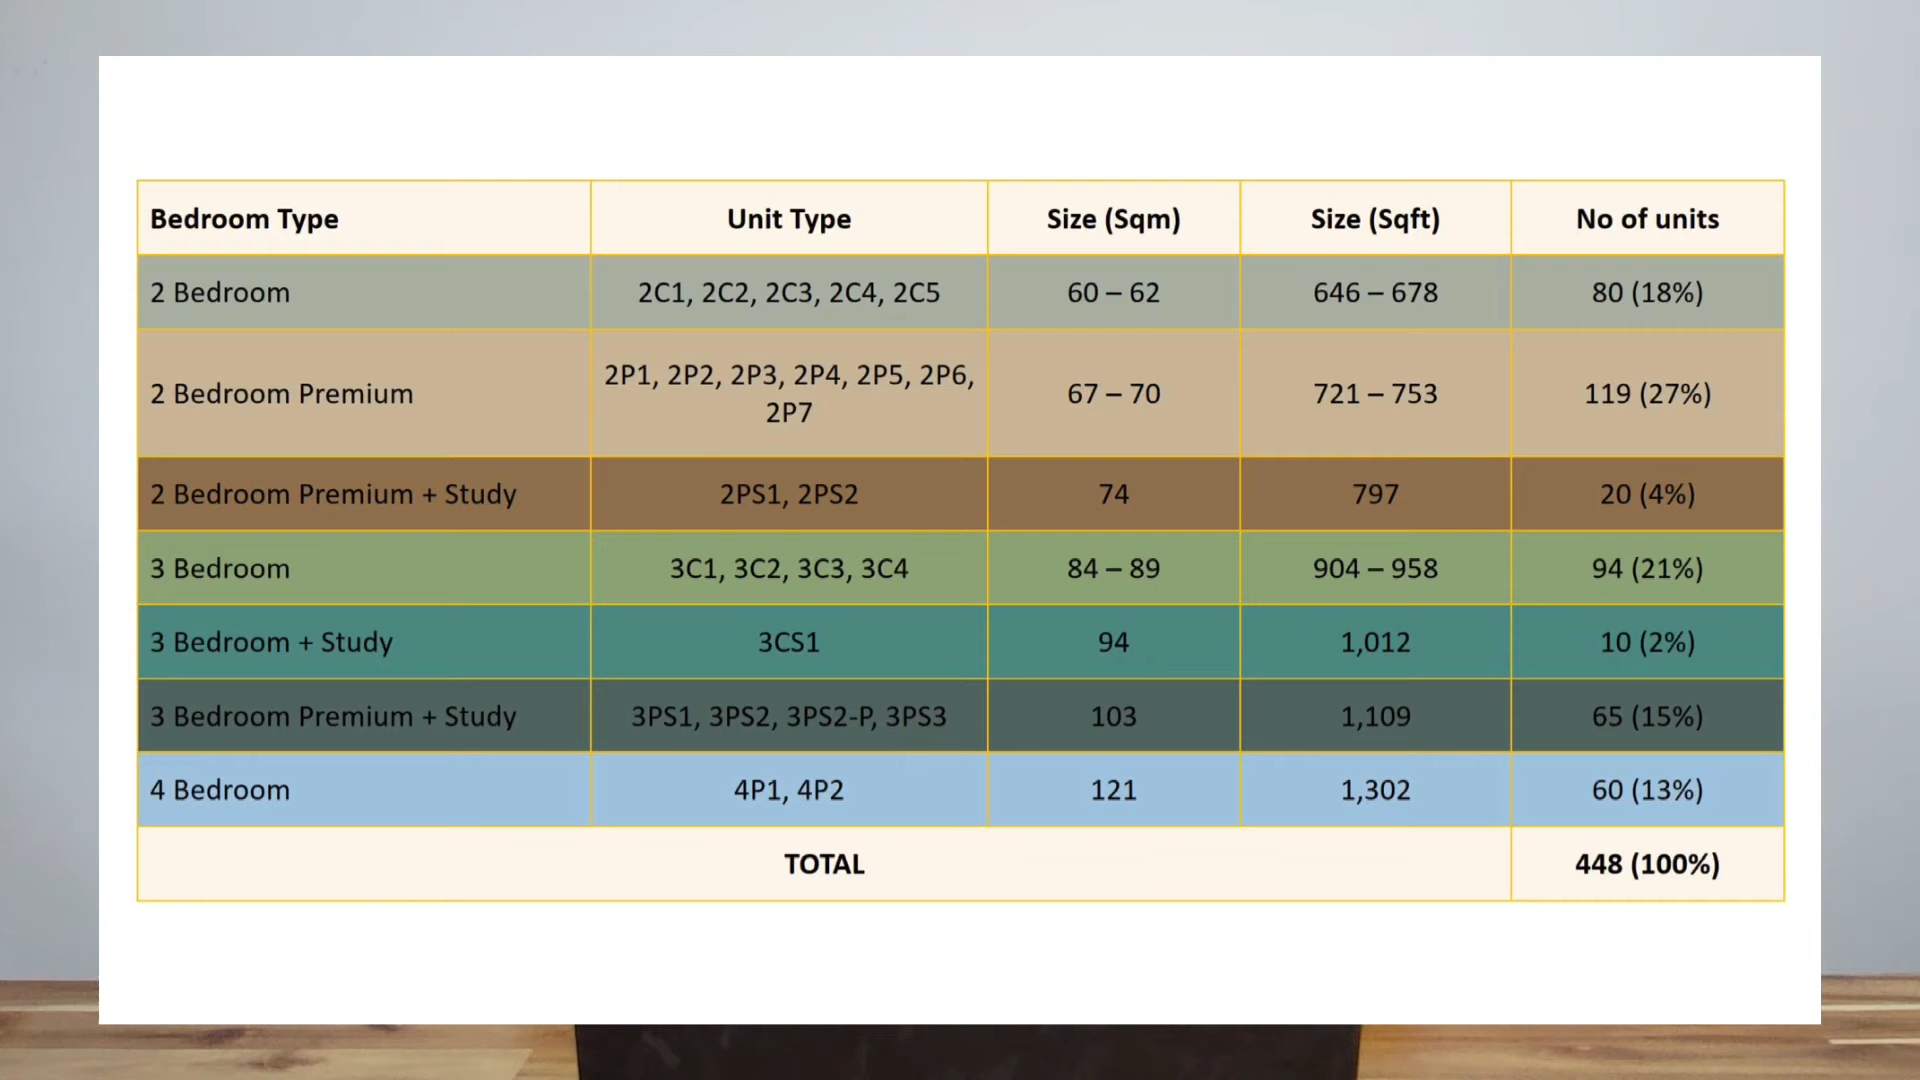 Bedroom Type Unit Type Size (Sqm) Size (Sqft) No of units
2 Bedroom 2C1, 2C2, 2C3, 2C4, 2C5 60 – 62 646 – 678 80 (18%)
2 Bedroom Premium 2P1, 2P2, 2P3, 2P4, 2P5, 2P6, 67 – 70 721 – 753 119 (27%)
2P7
2 Bedroom Premium + Study 2PS1, 2PS2 74 797 20 (4%)
3 Bedroom 3C1, 3C2, 3C3, 3C4 84 – 89 904 – 958 94 (21%)
3 Bedroom + Study 3CS1 94 1,012 10 (2%)
3 Bedroom Premium + Study 3PS1, 3PS2, 3PS2-P, 3PS3 103 1,109 65 (15%)
4 Bedroom 4P1, 4P2 121 1,302 60 (13%)
TOTAL 448 (100%)